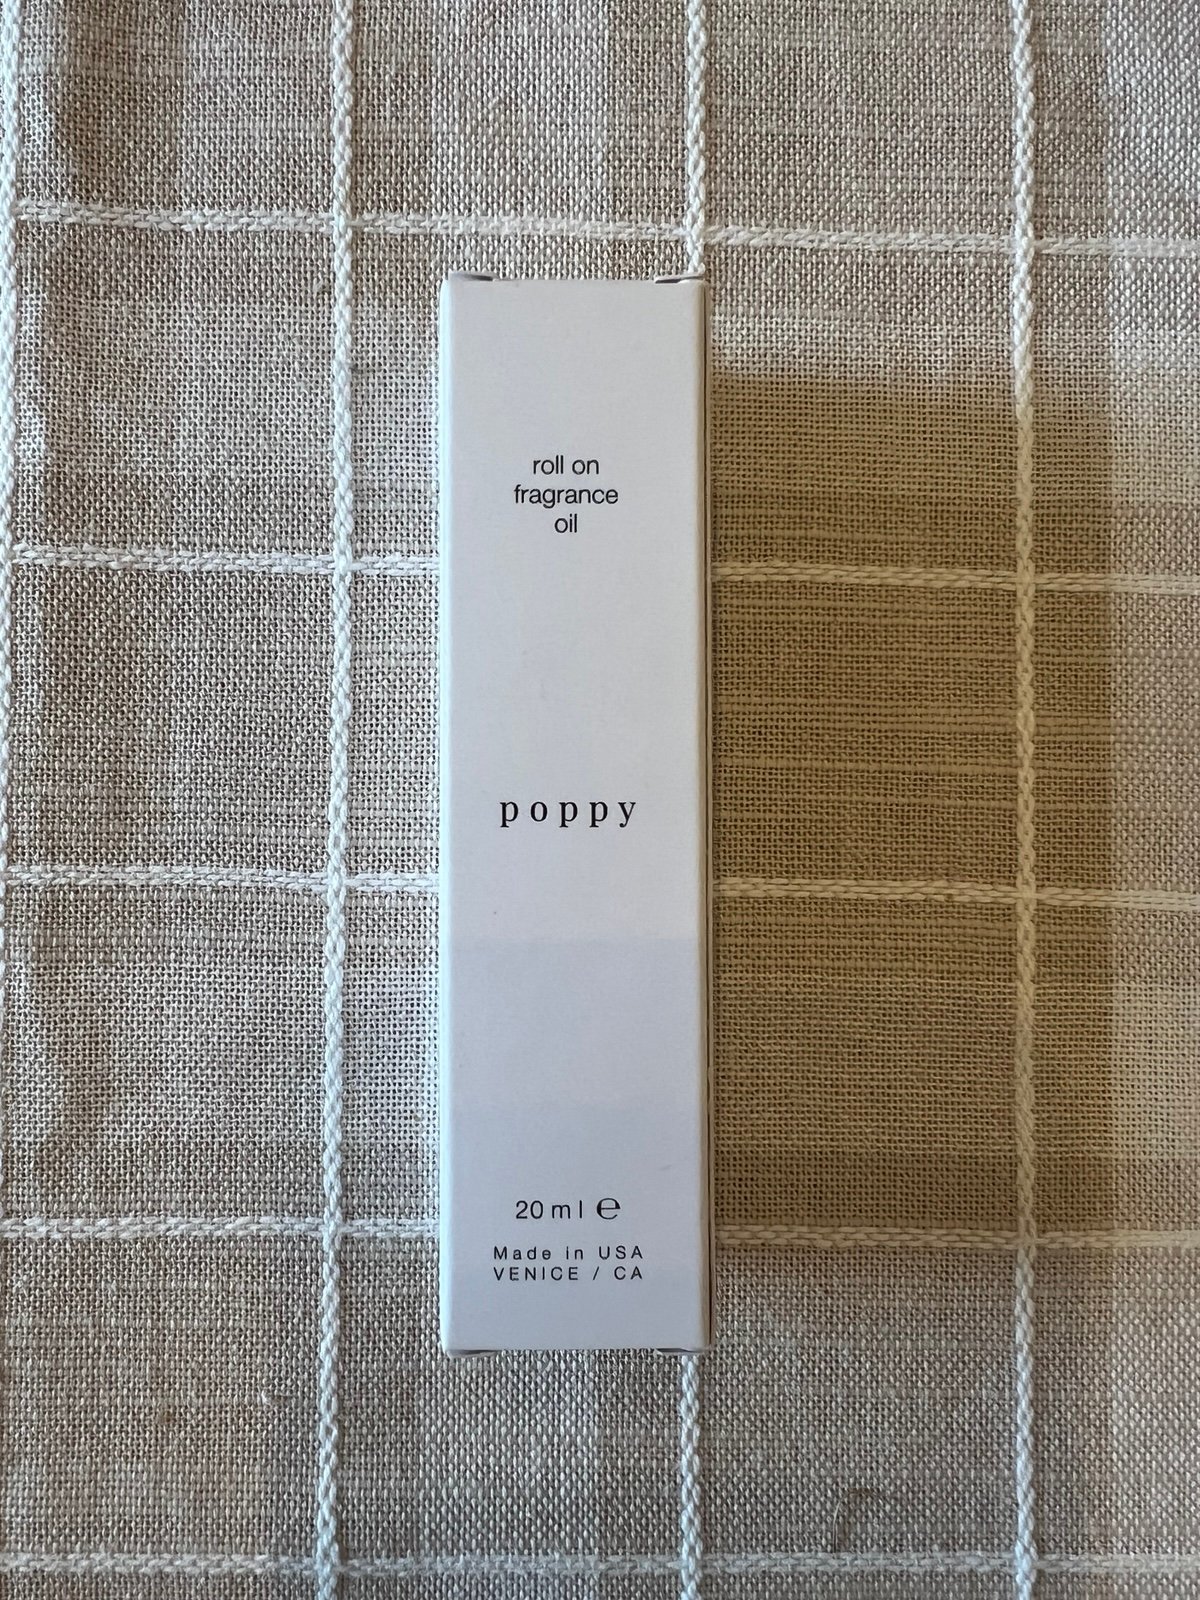 roll on
fragrance
oil
poppy
20 ml ℮
Made in USA
VENICE / CA